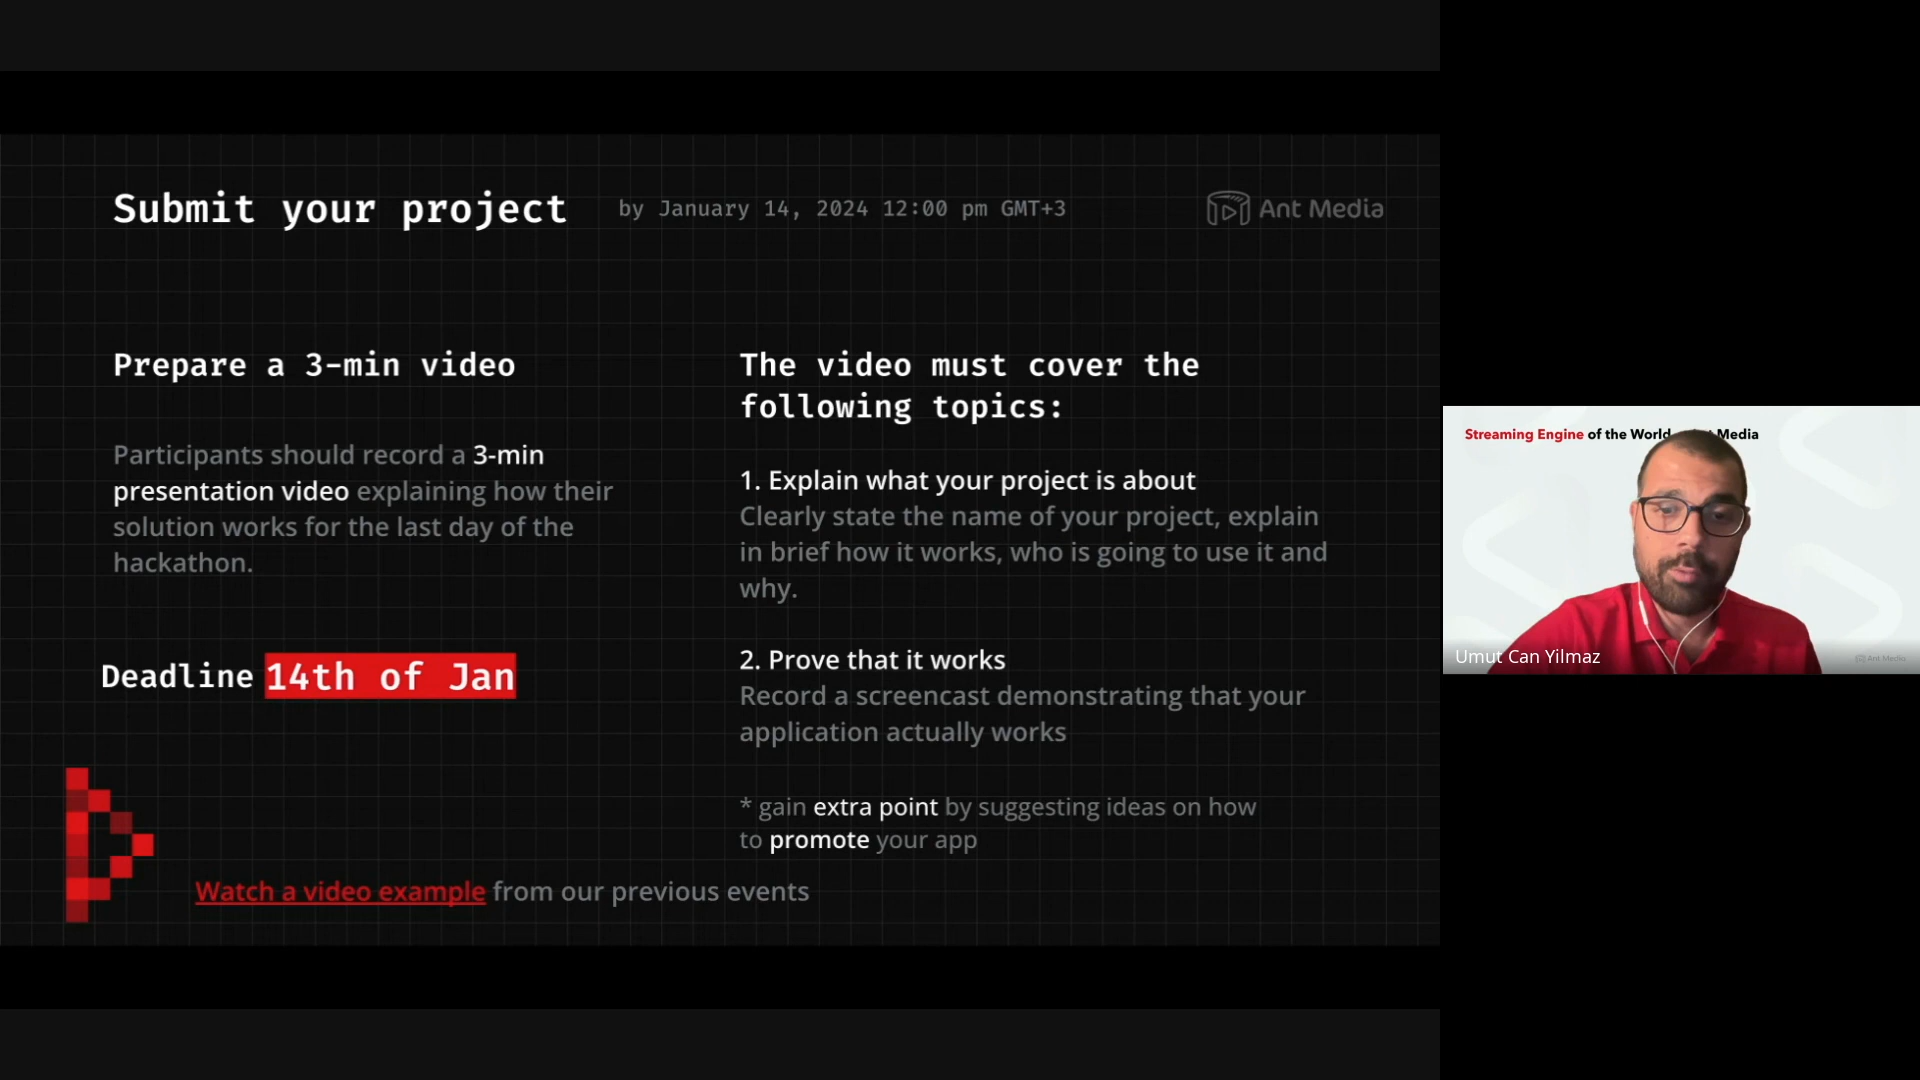 Submit your project
by January 14, 2024 12:00 pm GMT+3
Ant Media
Prepare a 3-min video
Participants should record a 3-min
presentation video explaining how their
solution works for the last day of the
hackathon.
Deadline 14th of Jan
The video must cover the
following topics:
1. Explain what your project is about
Clearly state the name of your project, explain
in brief how it works, who is going to use it and
why.
2. Prove that it works
Record a screencast demonstrating that your
application actually works
* gain extra point by suggesting ideas on how
to promote your app
Watch a video example from our previous events
Streaming Engine of the World Media
Umut Can Yilmaz
Ant Media